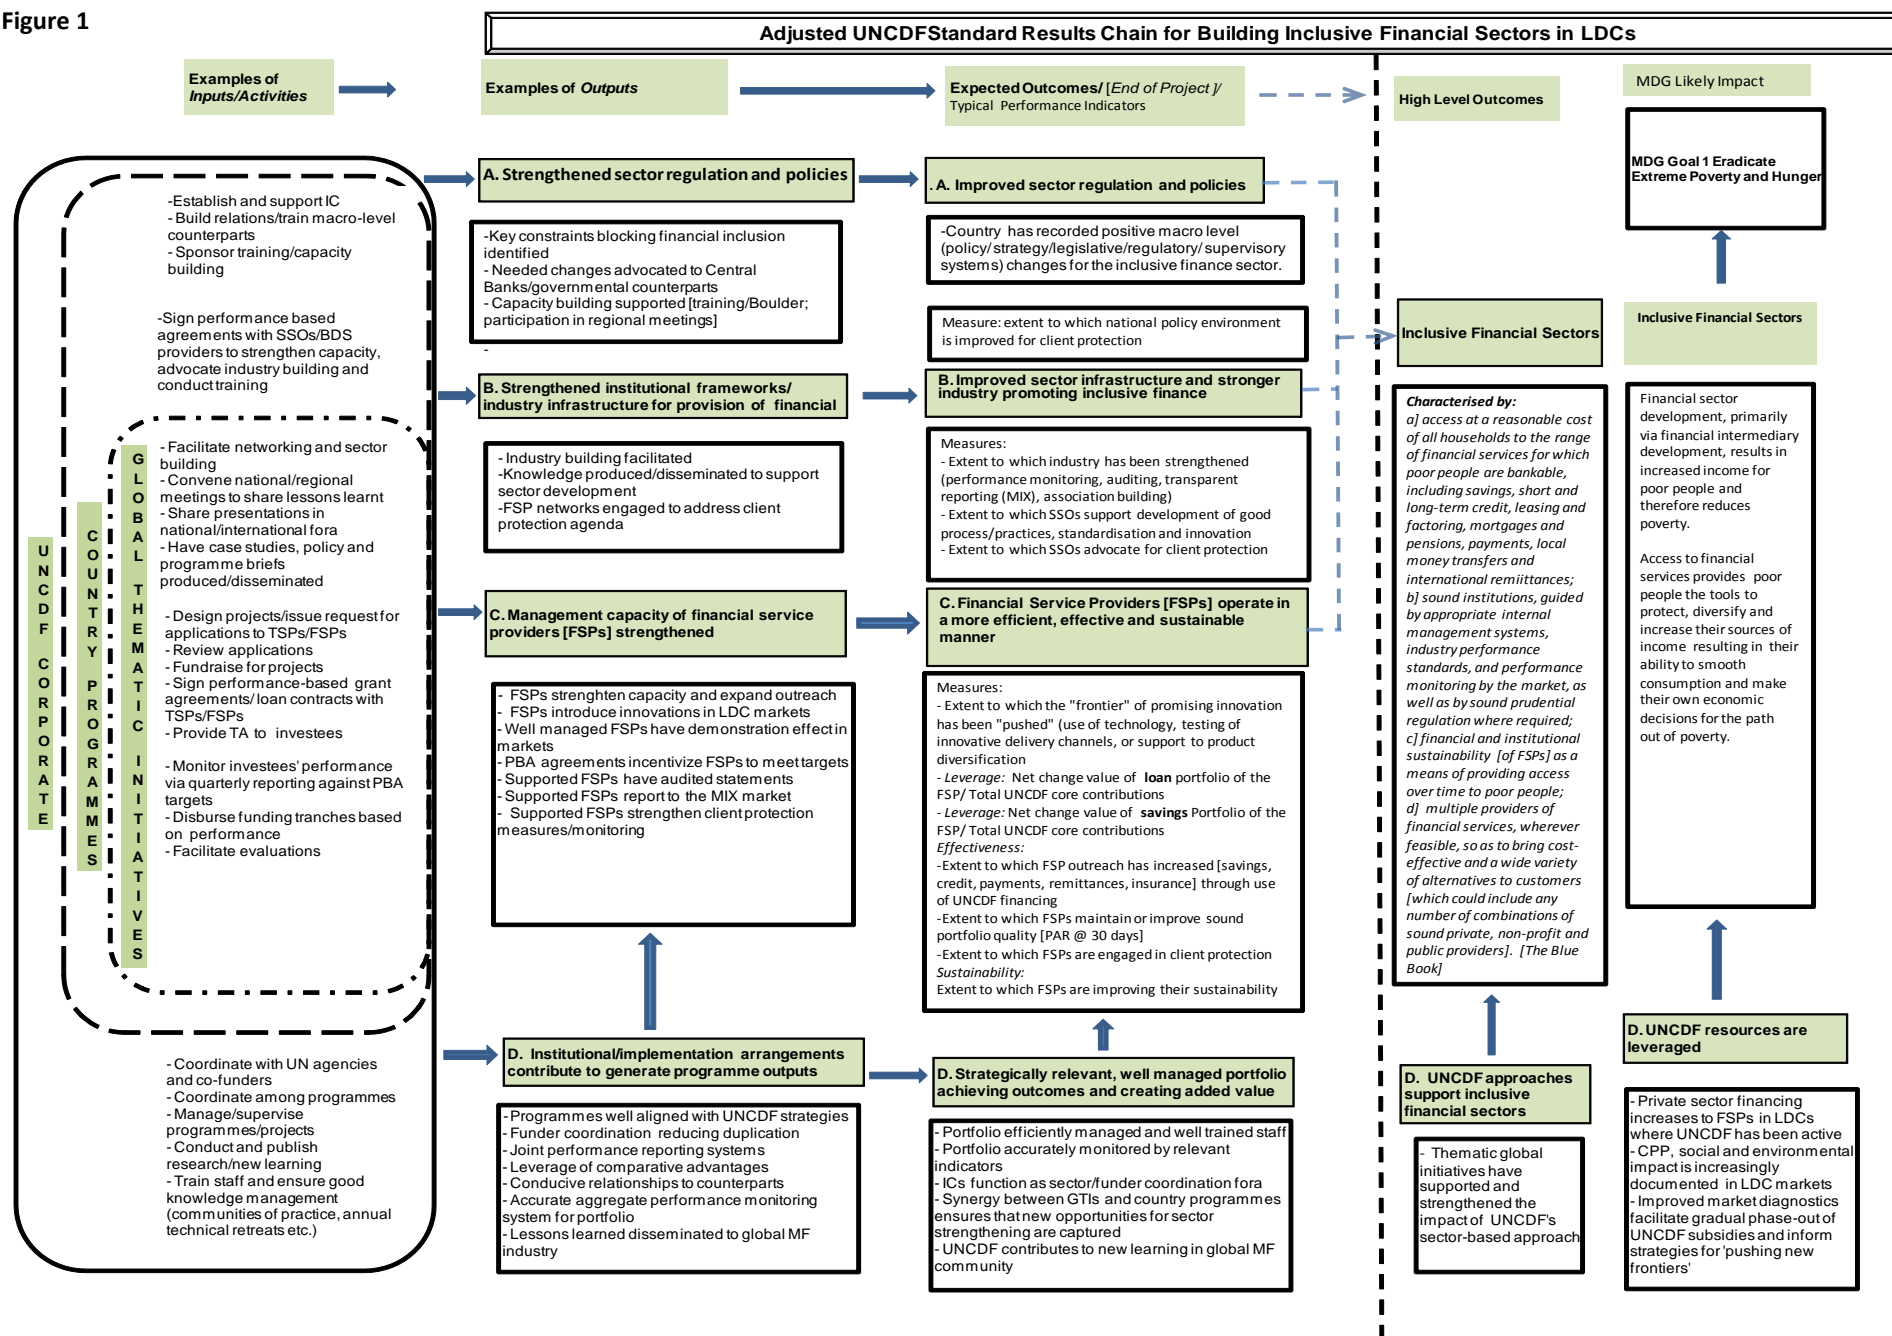 Figure 1
Adjusted UNCDFStandard Results Chain for Building Inclusive Financial Sectors in LDCs
Examples of
Inputs/Activities
Examples of Outputs
Expected Outcomes/ [End of Project ]/
Typical Performance Indicators
High Level Outcomes
MDG Likely Impact
UNCDF CORPORATE
COUNTRY PROGRAMMES
GLOBAL THEMATIC INITIATIVES
-Establish and support IC
- Build relations/train macro-level
counterparts
- Sponsor training/capacity
building
-Sign performance based
agreements with SSOs/BDS
providers to strengthen capacity,
advocate industry building and
conduct training
- Facilitate networking and sector
building
- Convene national/regional
meetings to share lessons learnt
- Share presentations in
national/international fora
- Have case studies, policy and
programme briefs
produced/disseminated
- Design projects/issue request for
applications to TSPs/FSPs
- Review applications
- Fundraise for projects
- Sign performance-based grant
agreements/ loan contracts with
TSPs/FSPs
- Provide TA to investees
- Monitor investees' performance
via quarterly reporting against PBA
targets
- Disburse funding tranches based
on performance
- Facilitate evaluations
- Coordinate with UN agencies
and co-funders
- Coordinate among programmes
- Manage/supervise
programmes/projects
- Conduct and publish
research/new learning
- Train staff and ensure good
knowledge management
(communities of practice, annual
technical retreats etc.)
A. Strengthened sector regulation and policies
-Key constraints blocking financial inclusion
identified
- Needed changes advocated to Central
Banks/governmental counterparts
- Capacity building supported [training/Boulder;
participation in regional meetings]
-
B. Strengthened institutional frameworks/
industry infrastructure for provision of financial
- Industry building facilitated
-Knowledge produced/disseminated to support
sector development
-FSP networks engaged to address client
protection agenda
C. Management capacity of financial service
providers [FSPs] strengthened
- FSPs strenghten capacity and expand outreach
- FSPs introduce innovations in LDC markets
- Well managed FSPs have demonstration effect in
markets
- PBA agreements incentivize FSPs to meet targets
- Supported FSPs have audited statements
- Supported FSPs report to the MIX market
- Supported FSPs strengthen client protection
measures/monitoring
D. Institutional/implementation arrangements
contribute to generate programme outputs
- Programmes well aligned with UNCDF strategies
- Funder coordination reducing duplication
- Joint performance reporting systems
- Leverage of comparative advantages
- Conducive relationships to counterparts
- Accurate aggregate performance monitoring
system for portfolio
- Lessons learned disseminated to global MF
industry
. A. Improved sector regulation and policies
-Country has recorded positive macro level
(policy/ strategy/legislative/regulatory/ supervisory
systems) changes for the inclusive finance sector.
Measure: extent to which national policy environment
is improved for client protection
B. Improved sector infrastructure and stronger
industry promoting inclusive finance
Measures:
- Extent to which industry has been strengthened
(performance monitoring, auditing, transparent
reporting (MIX), association building)
- Extent to which SSOs support development of good
process/practices, standardisation and innovation
- Extent to which SSOs advocate for client protection
C. Financial Service Providers [FSPs] operate in
a more efficient, effective and sustainable
manner
Measures:
- Extent to which the "frontier" of promising innovation
has been "pushed" (use of technology, testing of
innovative delivery channels, or support to product
diversification
- Leverage: Net change value of loan portfolio of the
FSP/ Total UNCDF core contributions
- Leverage: Net change value of savings Portfolio of the
FSP/ Total UNCDF core contributions
Effectiveness:
-Extent to which FSP outreach has increased [savings,
credit, payments, remittances, insurance] through use
of UNCDF financing
-Extent to which FSPs maintain or improve sound
portfolio quality [PAR @ 30 days]
-Extent to which FSPs are engaged in client protection
Sustainability:
Extent to which FSPs are improving their sustainability
D. Strategically relevant, well managed portfolio
achieving outcomes and creating added value
- Portfolio efficiently managed and well trained staff
- Portfolio accurately monitored by relevant
indicators
- ICs function as sector/funder coordination fora
- Synergy between GTIs and country programmes
ensures that new opportunities for sector
strengthening are captured
- UNCDF contributes to new learning in global MF
community
Inclusive Financial Sectors
Characterised by:
a] access at a reasonable cost
of all households to the range
of financial services for which
poor people are bankable,
including savings, short and
long-term credit, leasing and
factoring, mortgages and
pensions, payments, local
money transfers and
international remiittances;
b] sound institutions, guided
by appropriate internal
management systems,
industry performance
standards, and performance
monitoring by the market, as
well as by sound prudential
regulation where required;
c] financial and institutional
sustainability [of FSPs] as a
means of providing access
over time to poor people;
d] multiple providers of
financial services, wherever
feasible, so as to bring cost-
effective and a wide variety
of alternatives to customers
[which could include any
number of combinations of
sound private, non-profit and
public providers]. [The Blue
Book]
D. UNCDF approaches
support inclusive
financial sectors
- Thematic global
initiatives have
supported and
strengthened the
impact of UNCDF's
sector-based approach
MDG Goal 1 Eradicate
Extreme Poverty and Hunger
Inclusive Financial Sectors
Financial sector
development, primarily
via financial intermediary
development, results in
increased income for
poor people and
therefore reduces
poverty.
Access to financial
services provides poor
people the tools to
protect, diversify and
increase their sources of
income resulting in their
ability to smooth
consumption and make
their own economic
decisions for the path
out of poverty.
D. UNCDF resources are
leveraged
- Private sector financing
increases to FSPs in LDCs
where UNCDF has been active
- CPP, social and environmental
impact is increasingly
documented in LDC markets
- Improved market diagnostics
facilitate gradual phase-out of
UNCDF subsidies and inform
strategies for 'pushing new
frontiers'